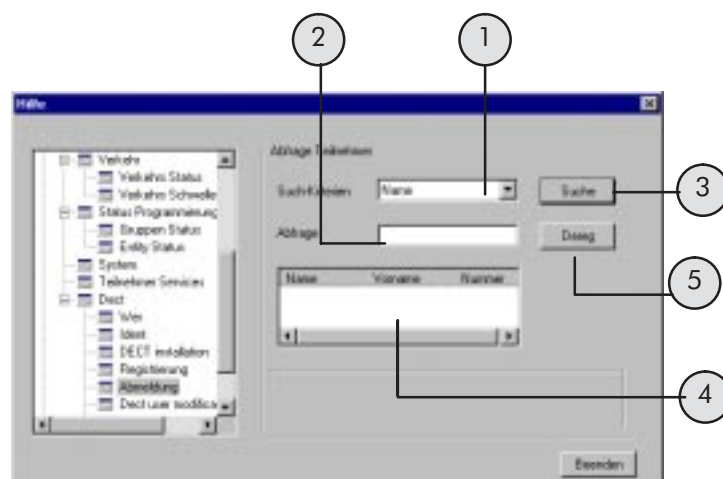 2
1
Hilfe
Verkehr
Verkehrs Status
Verkehrs Schwelle
Status Programmierung
Gruppen Status
Entity Status
System
Teilnehmer Services
Dect
Wer
Ident
DECT installation
Registrierung
Abmeldung
Dect user modifica
Abfrage Teilnehmer
Such-Kriterien
Name
Suche
3
Abfrage
5
Name Vorname Nummer
4
Beenden